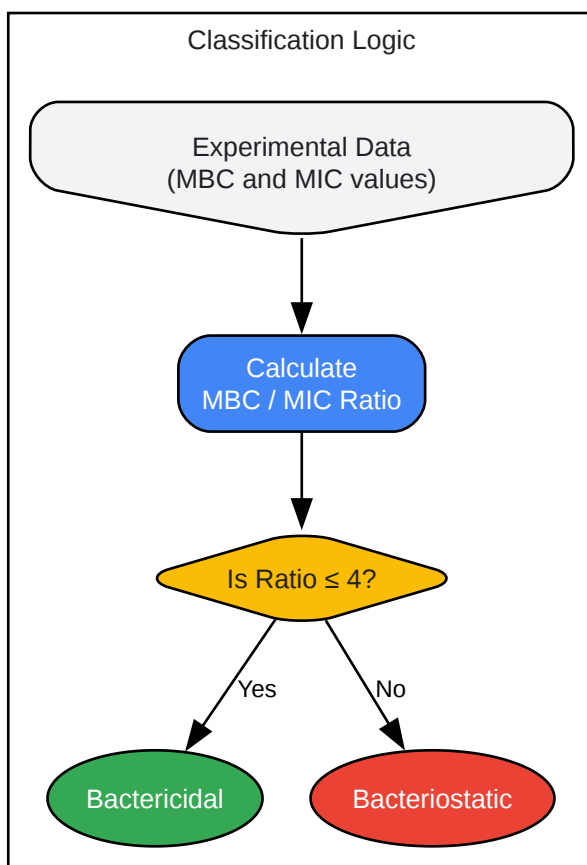 Classification Logic
Experimental Data
(MBC and MIC values)
Calculate
MBC / MIC Ratio
Is Ratio ≤ 4?
Yes
No
Bactericidal
Bacteriostatic